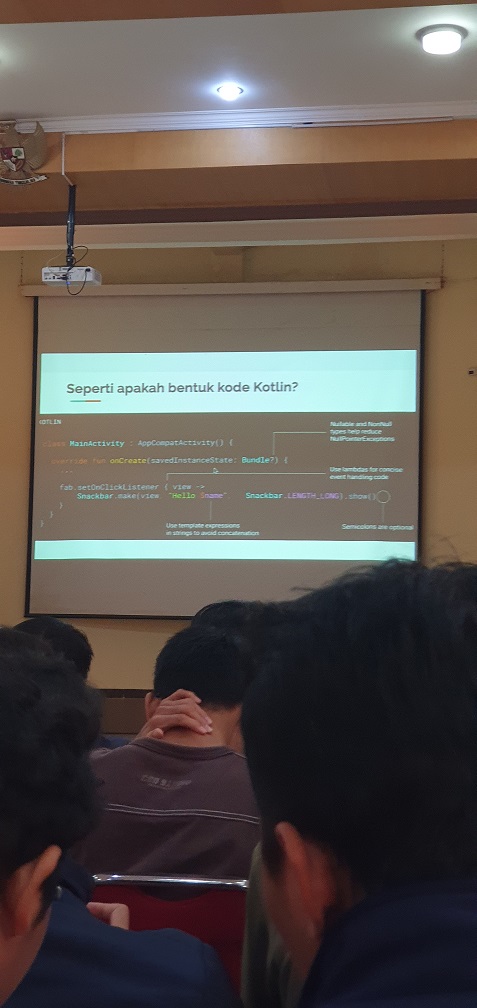 Seperti apakah bentuk kode Kotlin?
KOTLIN
class MainActivity : AppCompatActivity() {
override fun onCreate(savedInstanceState: Bundle?) {
...
fab.setOnClickListener { view ->
Snackbar.make(view "Hello $name" Snackbar.LENGTH_LONG).show()
}
}
}
Nullable and NonNull
types help reduce
NullPointerExceptions
Use lambdas for concise
event handling code
Use template expressions
in strings to avoid concatenation
Semicolons are optional